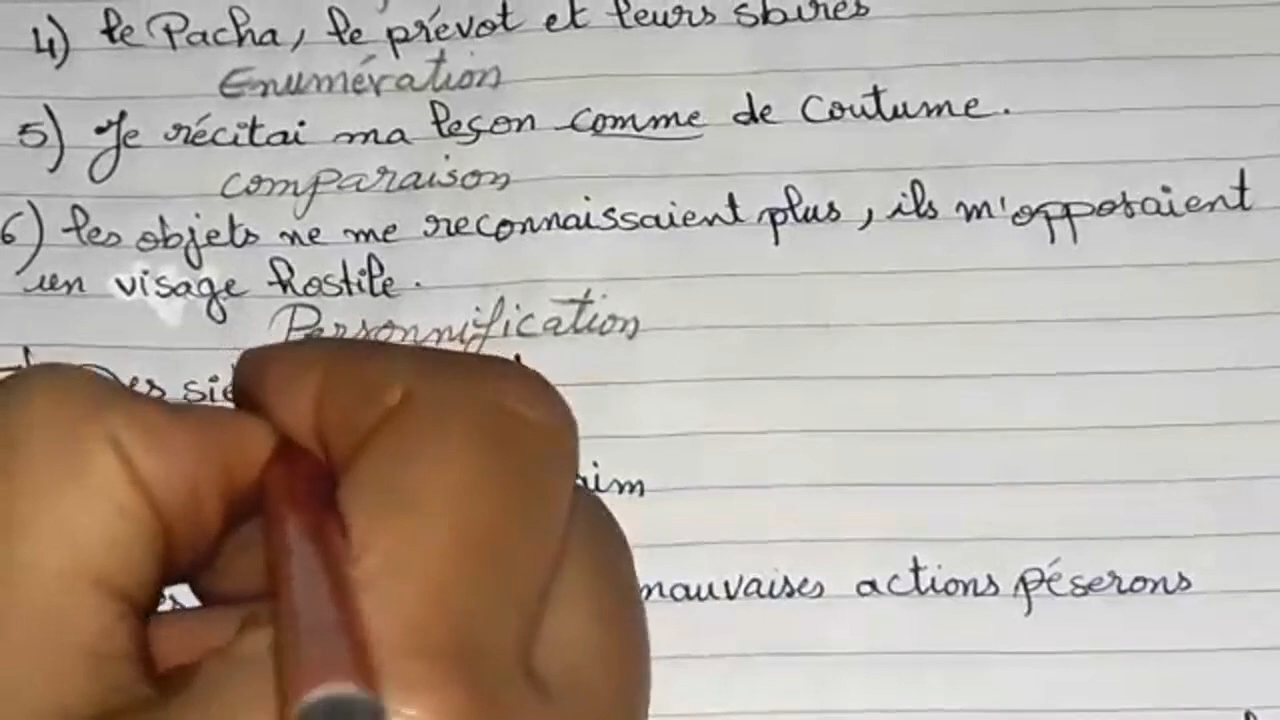 4) le Pacha, le prévot et leurs sbires
Enumération
5) Je récitai ma leçon comme de coutume.
comparaison
6) les objets ne me reconnaissaient plus, ils m'opposaient
un visage hostile.
Personnification
mauvaises actions péserons